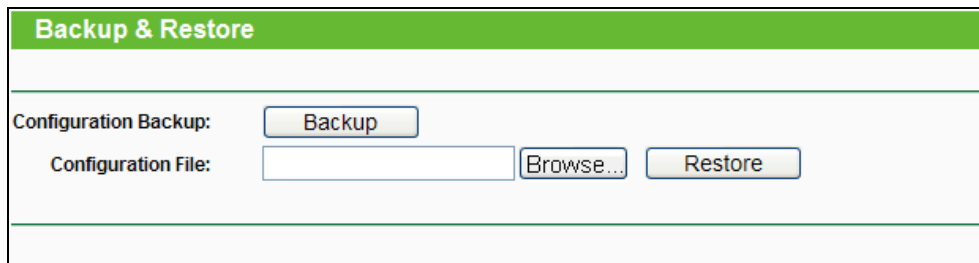 Backup & Restore
Configuration Backup: Backup
Configuration File: Browse... Restore